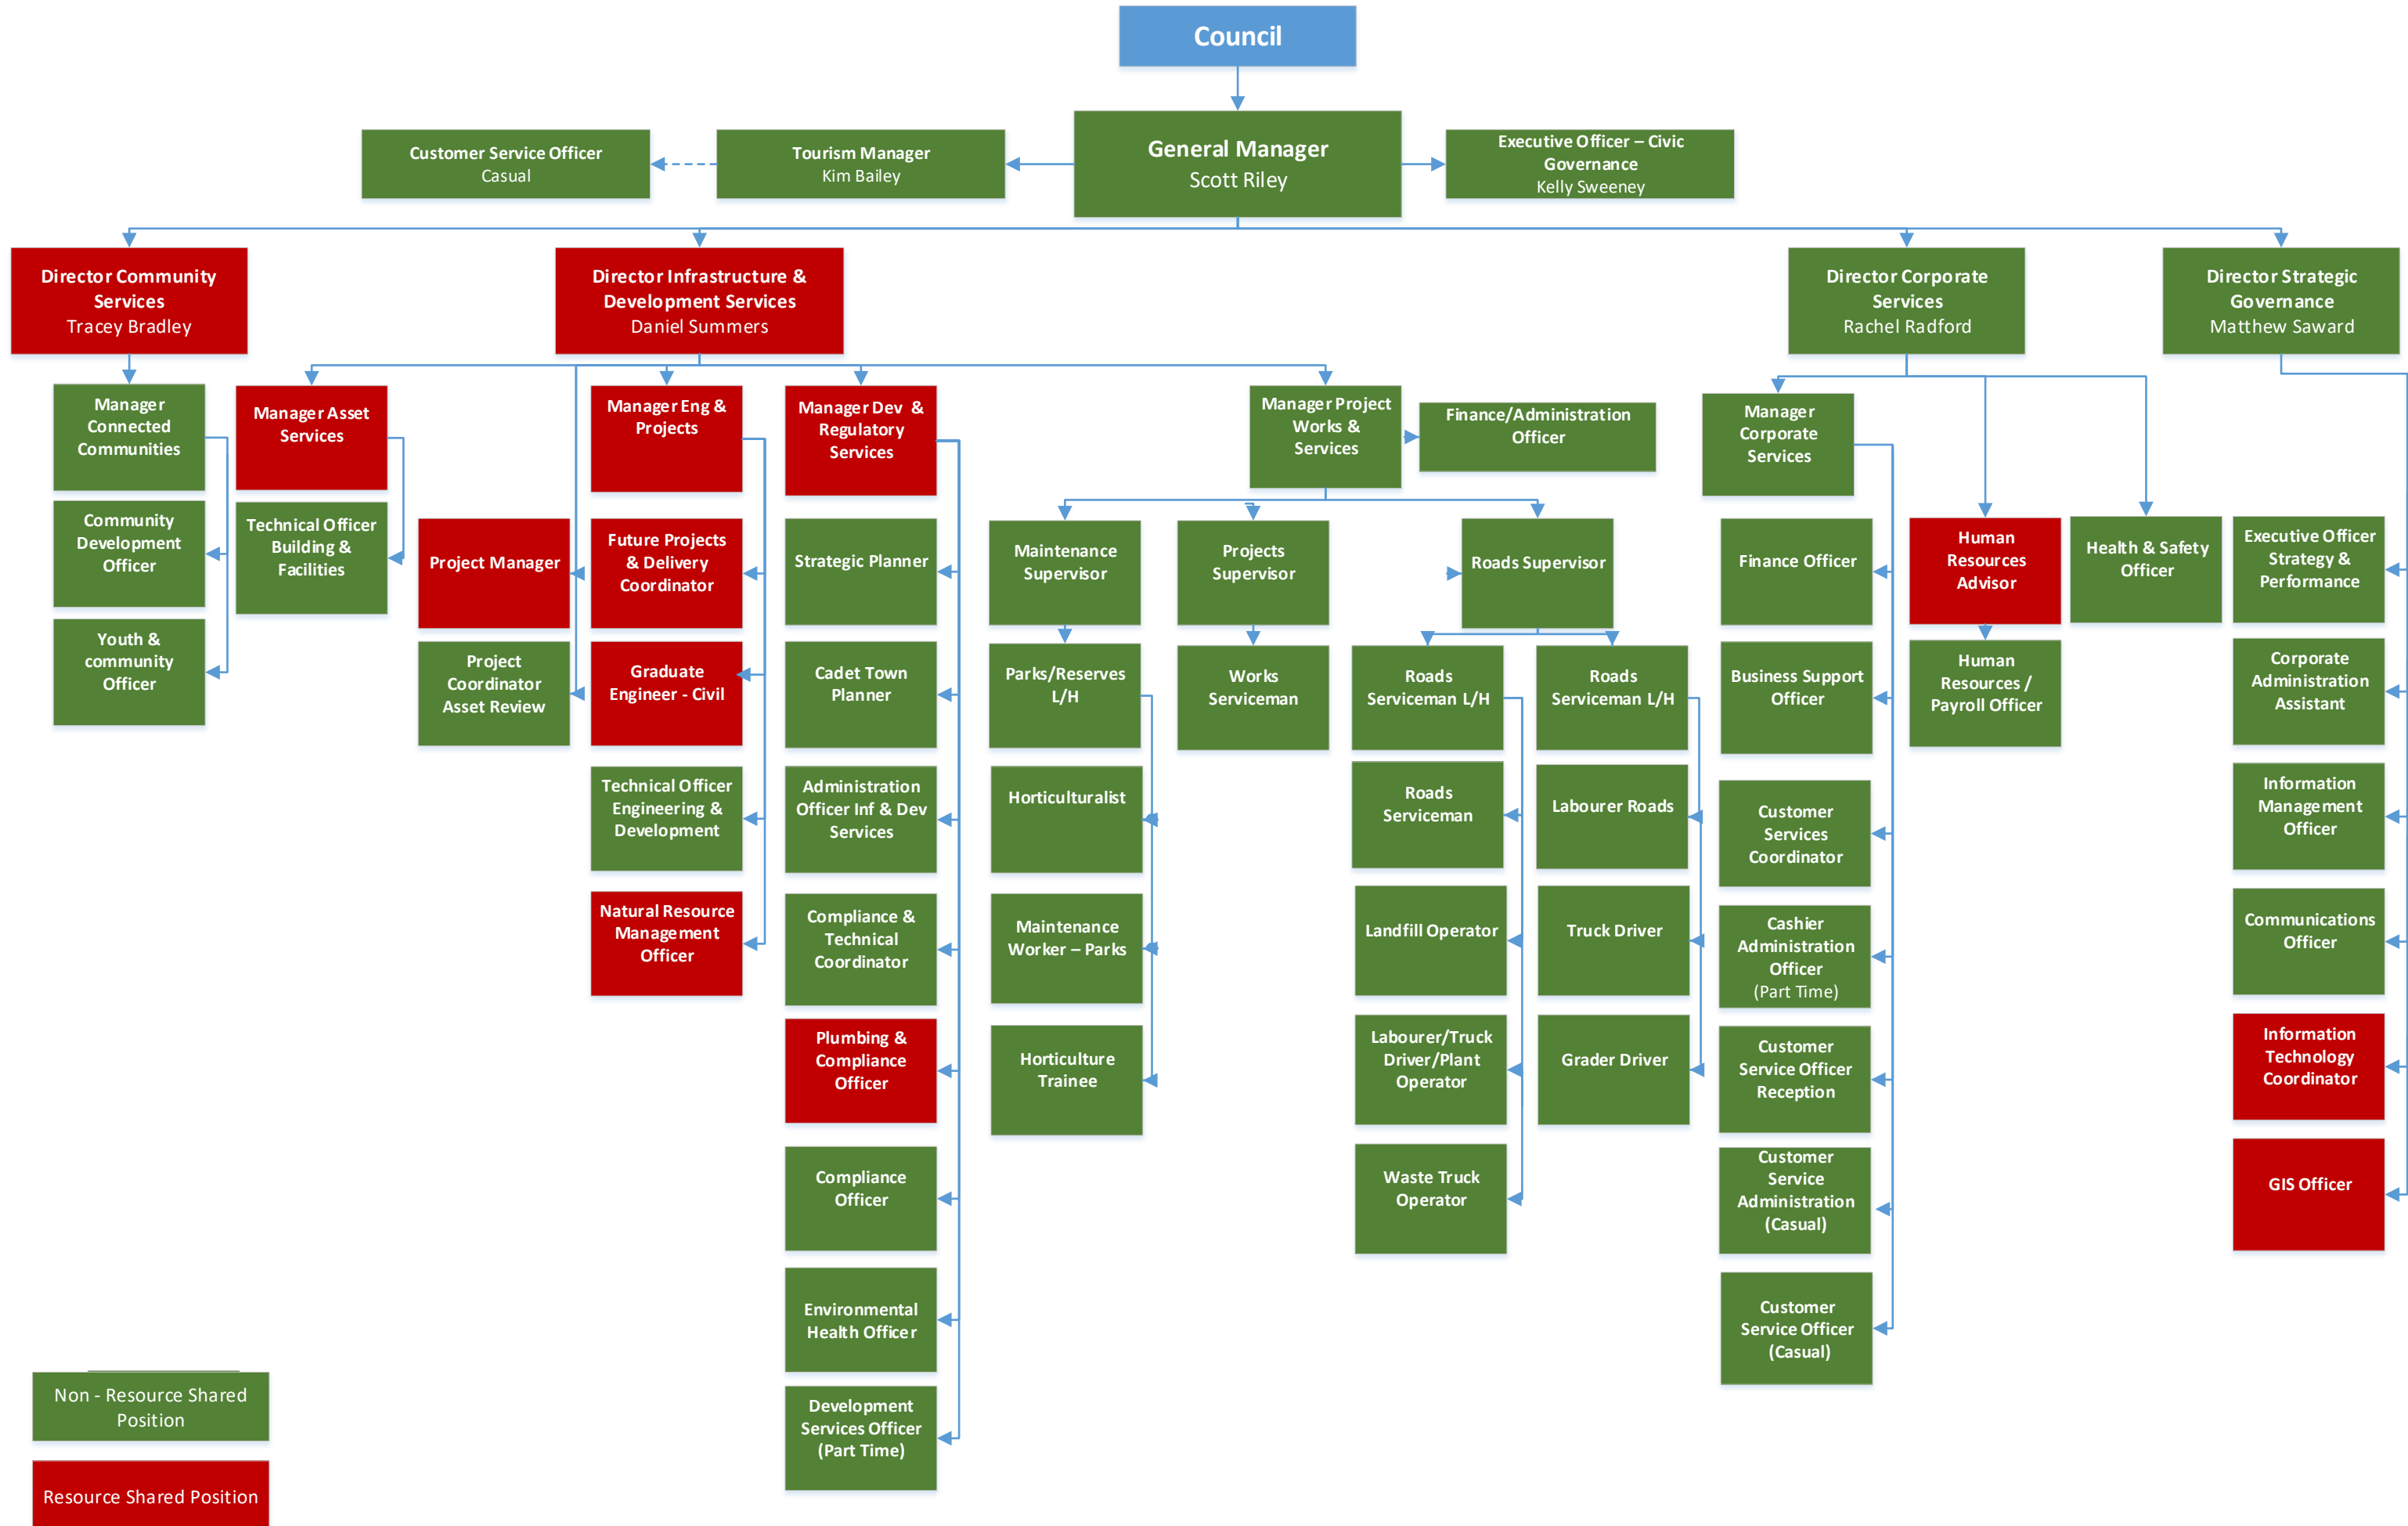 Council
General Manager
Scott Riley
Customer Service Officer
Casual
Tourism Manager
Kim Bailey
Executive Officer – Civic
Governance
Kelly Sweeney
Director Community
Services
Tracey Bradley
Director Infrastructure &
Development Services
Daniel Summers
Director Corporate
Services
Rachel Radford
Director Strategic
Governance
Matthew Saward
Manager
Connected
Communities
Community
Development
Officer
Youth &
community
Officer
Manager Asset
Services
Technical Officer
Building &
Facilities
Project Manager
Project
Coordinator
Asset Review
Manager Eng &
Projects
Future Projects
& Delivery
Coordinator
Graduate
Engineer - Civil
Technical Officer
Engineering &
Development
Natural Resource
Management
Officer
Manager Dev &
Regulatory
Services
Strategic Planner
Cadet Town
Planner
Administration
Officer Inf & Dev
Services
Compliance &
Technical
Coordinator
Plumbing &
Compliance
Officer
Compliance
Officer
Environmental
Health Officer
Development
Services Officer
(Part Time)
Manager Project
Works &
Services
Finance/Administration
Officer
Maintenance
Supervisor
Parks/Reserves
L/H
Horticulturalist
Maintenance
Worker – Parks
Horticulture
Trainee
Projects
Supervisor
Works
Serviceman
Roads Supervisor
Roads
Serviceman L/H
Roads
Serviceman
Landfill Operator
Labourer/Truck
Driver/Plant
Operator
Waste Truck
Operator
Roads
Serviceman L/H
Labourer Roads
Truck Driver
Grader Driver
Manager
Corporate
Services
Finance Officer
Business Support
Officer
Customer
Services
Coordinator
Cashier
Administration
Officer
(Part Time)
Customer
Service Officer
Reception
Customer
Service
Administration
(Casual)
Customer
Service Officer
(Casual)
Human
Resources
Advisor
Human
Resources /
Payroll Officer
Health & Safety
Officer
Executive Officer
Strategy &
Performance
Corporate
Administration
Assistant
Information
Management
Officer
Communications
Officer
Information
Technology
Coordinator
GIS Officer
Non - Resource Shared
Position
Resource Shared Position